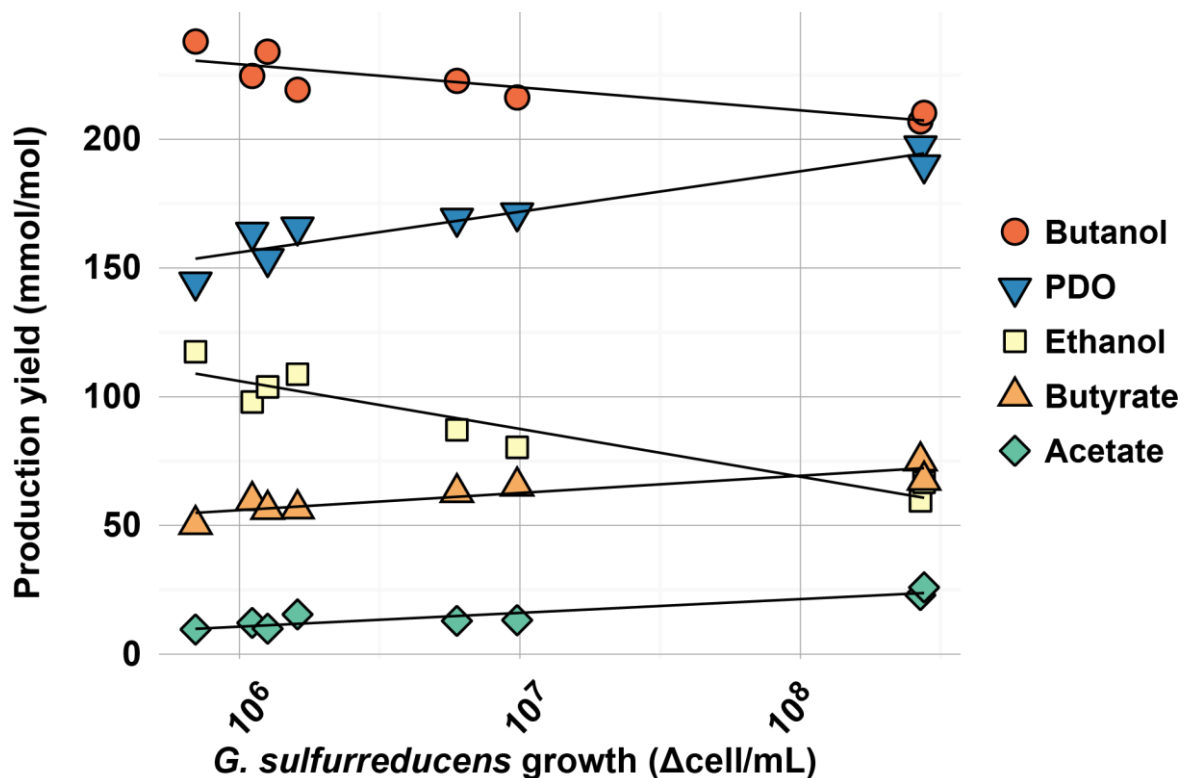 Production yield (mmol/mol)
200
150
100
50
0
10⁶
10⁷
10⁸
G. sulfurreducens growth (Δcell/mL)
Butanol
PDO
Ethanol
Butyrate
Acetate